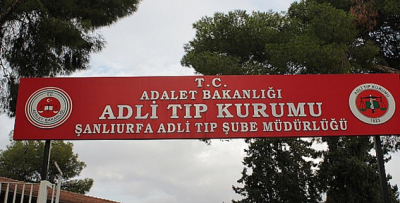 T.C.
ADALET BAKANLIĞI
ADLİ TIP KURUMU
ŞANLIURFA ADLİ TIP ŞUBE MÜDÜRLÜĞÜ